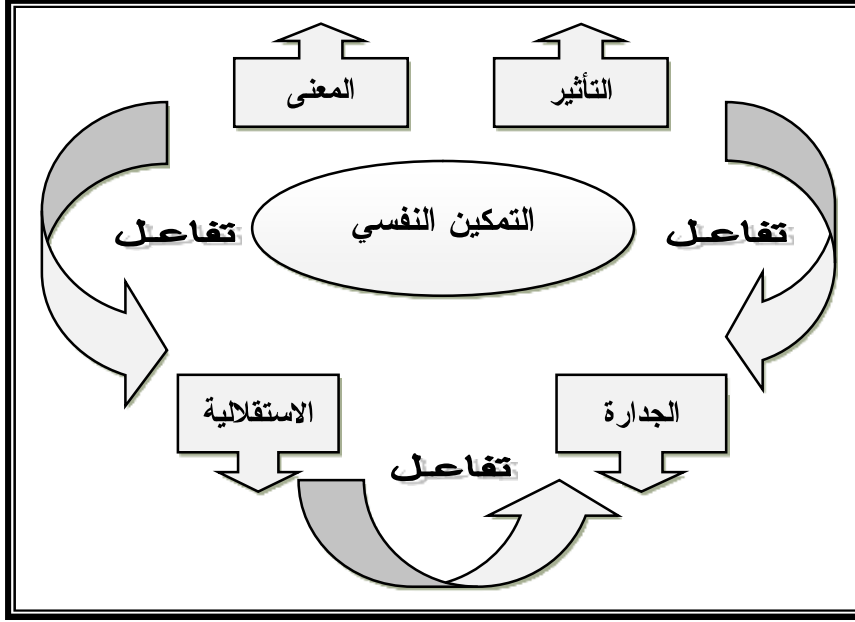 التأثير
المعنى
تفاعل
التمكين النفسي
تفاعل
الجدارة
الاستقلالية
تفاعل